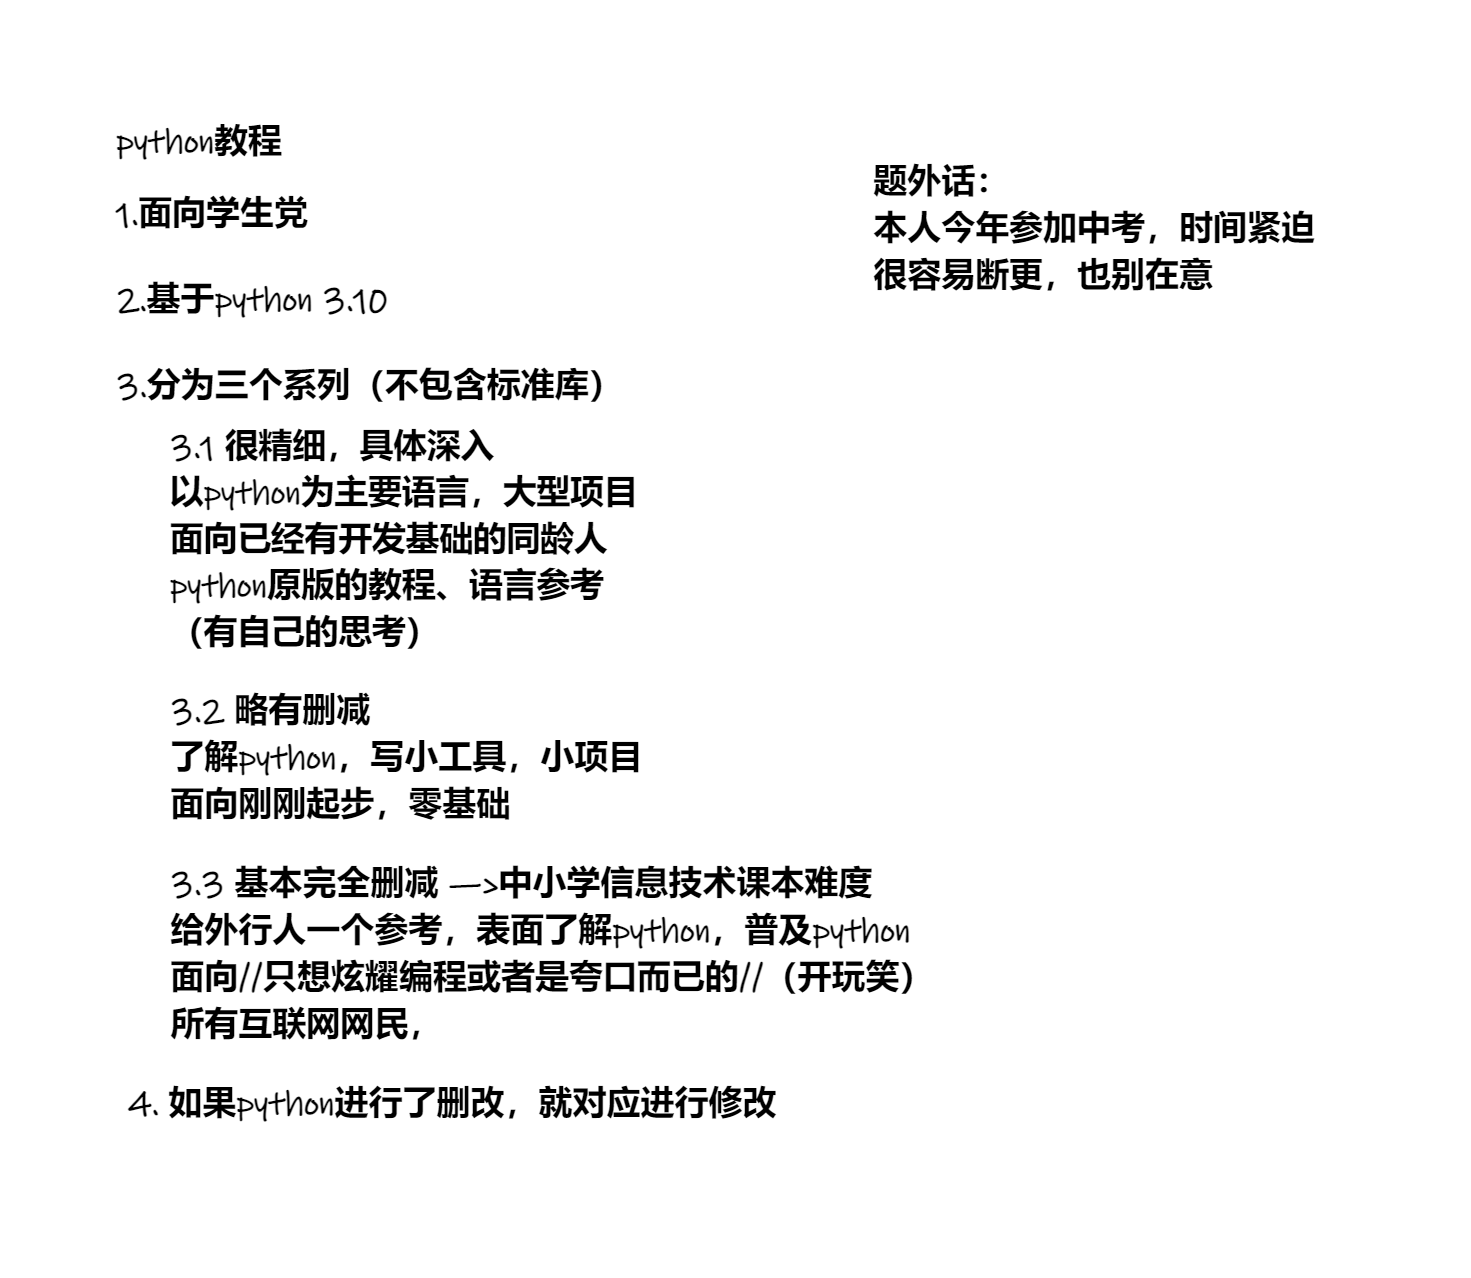 python教程
1.面向学生党
2.基于python 3.10
3.分为三个系列（不包含标准库）
3.1 很精细，具体深入
以python为主要语言，大型项目
面向已经有开发基础的同龄人
python原版的教程、语言参考
（有自己的思考）
3.2 略有删减
了解python，写小工具，小项目
面向刚刚起步，零基础
3.3 基本完全删减 —>中小学信息技术课本难度
给外行人一个参考，表面了解python，普及python
面向//只想炫耀编程或者是夸口而已的//（开玩笑）
所有互联网网民，
4. 如果python进行了删改，就对应进行修改
题外话：
本人今年参加中考，时间紧迫
很容易断更，也别在意